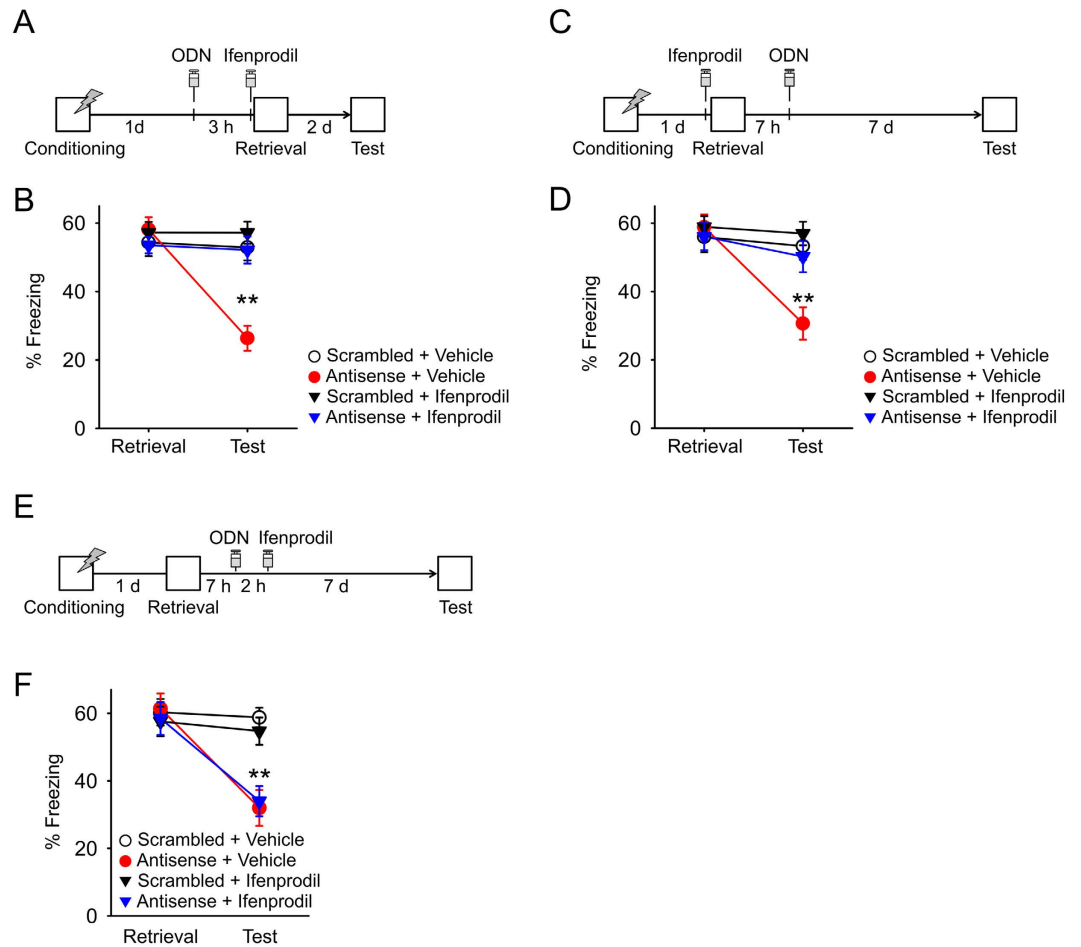 A
ODN Ifenprodil
1d 3 h 2 d
Conditioning Retrieval Test
B
% Freezing
60
40
20
0
**
Scrambled + Vehicle
Antisense + Vehicle
Scrambled + Ifenprodil
Antisense + Ifenprodil
Retrieval Test
C
Ifenprodil ODN
1 d 7 h 7 d
Conditioning Retrieval Test
D
% Freezing
60
40
20
0
**
Scrambled + Vehicle
Antisense + Vehicle
Scrambled + Ifenprodil
Antisense + Ifenprodil
Retrieval Test
E
ODN Ifenprodil
1 d 7 h 2 h 7 d
Conditioning Retrieval Test
F
% Freezing
60
40
20
0
**
Scrambled + Vehicle
Antisense + Vehicle
Scrambled + Ifenprodil
Antisense + Ifenprodil
Retrieval Test